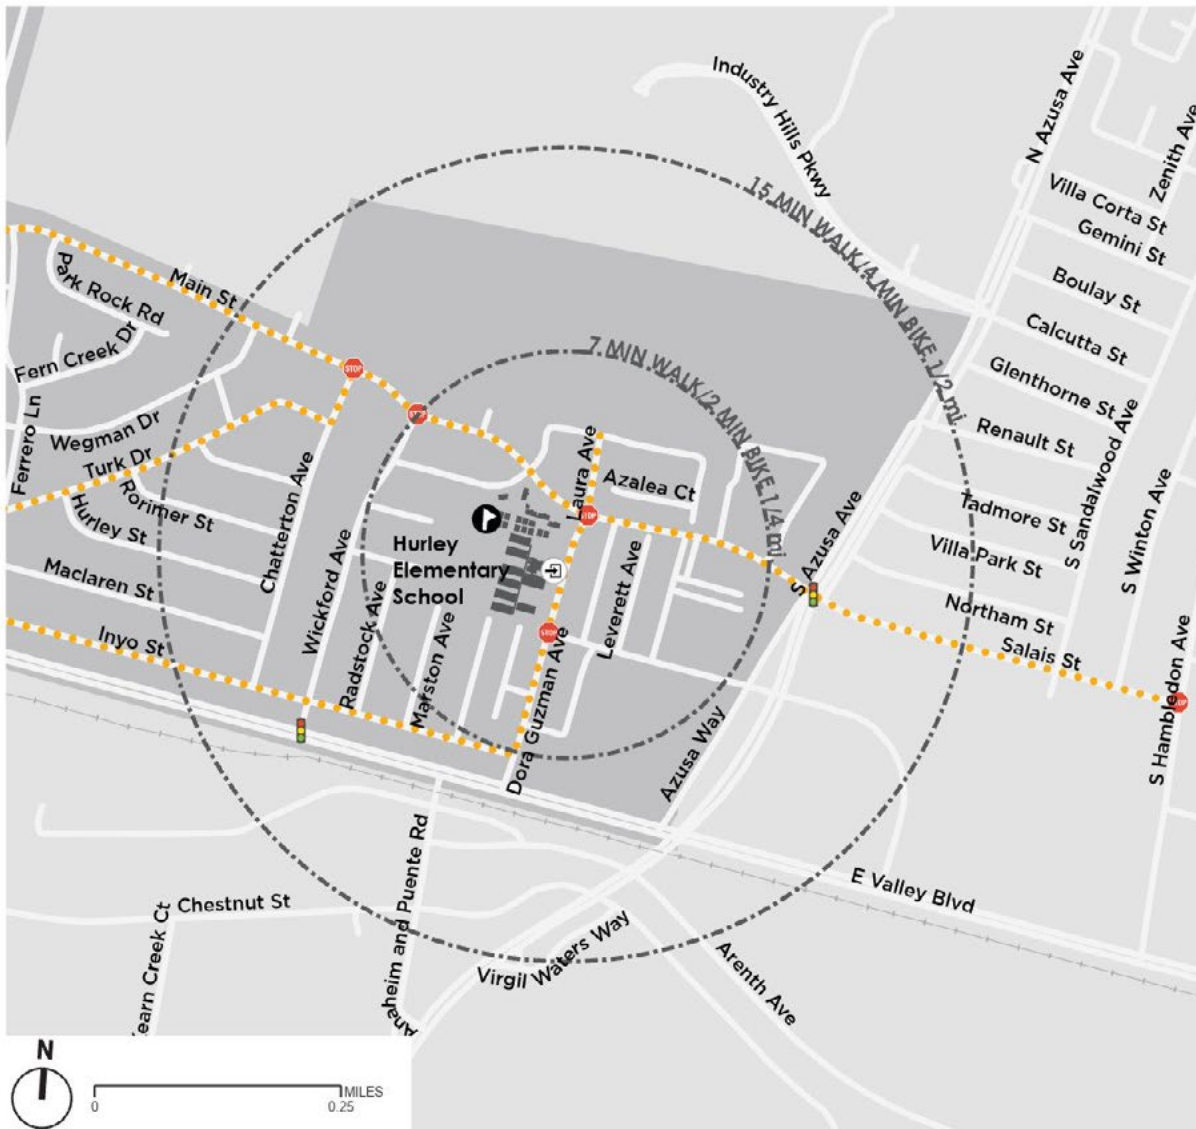 Industry Hills Pkwy
N Azusa Ave
Zenith Ave
Villa Corta St
Gemini St
15 MIN WALK/4 MIN BIKE 1/2 mi
Boulay St
Main St
Park Rock Rd
Calcutta St
Fern Creek Dr
STOP
7 MIN WALK/2 MIN BIKE 1/4 mi
Glenthorne St
Ferrero Ln
Wegman Dr
STOP
Renault St
S Sandalwood Ave
Turk Dr
Laura Ave
Azalea Ct
Rorimer St
Hurley St
Chatterton Ave
STOP
S Azusa Ave
Tadmore St
S Winton Ave
Hurley
Elementary
School
Villa Park St
Maclaren St
Wickford Ave
Leverett Ave
Northam St
Inyo St
Radstock Ave
Marston Ave
STOP
Salais St
S Hambledon Ave
Dora Guzman Ave
Azusa Way
E Valley Blvd
Anaheim and Puente Rd
Chestnut St
Virgil Waters Way
Arenth Ave
earn Creek Ct
N
MILES
0
0.25